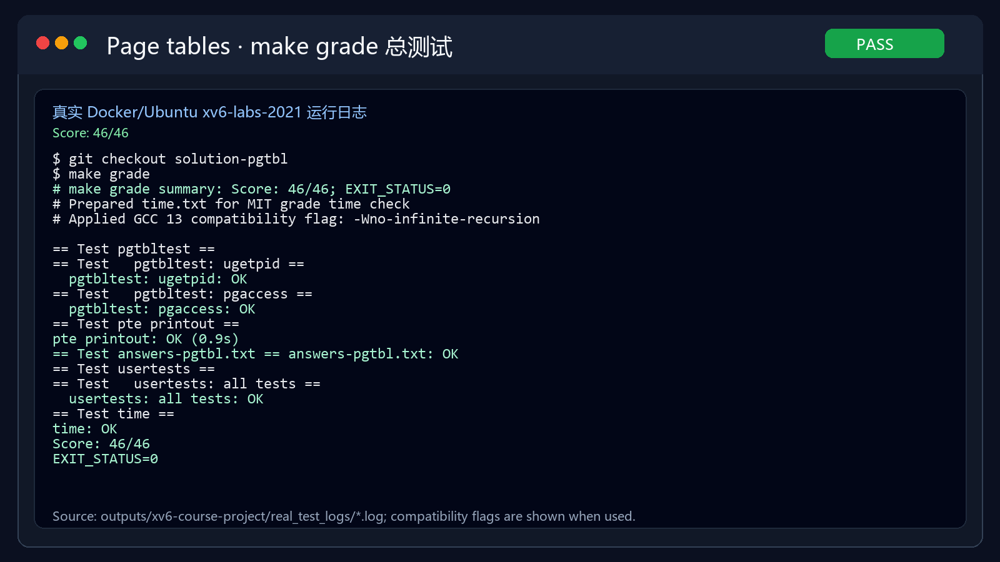 Page tables · make grade 总测试
PASS
真实 Docker/Ubuntu xv6-labs-2021 运行日志
Score: 46/46
$ git checkout solution-pgtbl
$ make grade
# make grade summary: Score: 46/46; EXIT_STATUS=0
# Prepared time.txt for MIT grade time check
# Applied GCC 13 compatibility flag: -Wno-infinite-recursion
== Test pgtbltest ==
== Test   pgtbltest: ugetpid ==
  pgtbltest: ugetpid: OK
== Test   pgtbltest: pgaccess ==
  pgtbltest: pgaccess: OK
== Test pte printout ==
pte printout: OK (0.9s)
== Test answers-pgtbl.txt == answers-pgtbl.txt: OK
== Test usertests ==
== Test   usertests: all tests ==
  usertests: all tests: OK
== Test time ==
time: OK
Score: 46/46
EXIT_STATUS=0
Source: outputs/xv6-course-project/real_test_logs/*.log; compatibility flags are shown when used.